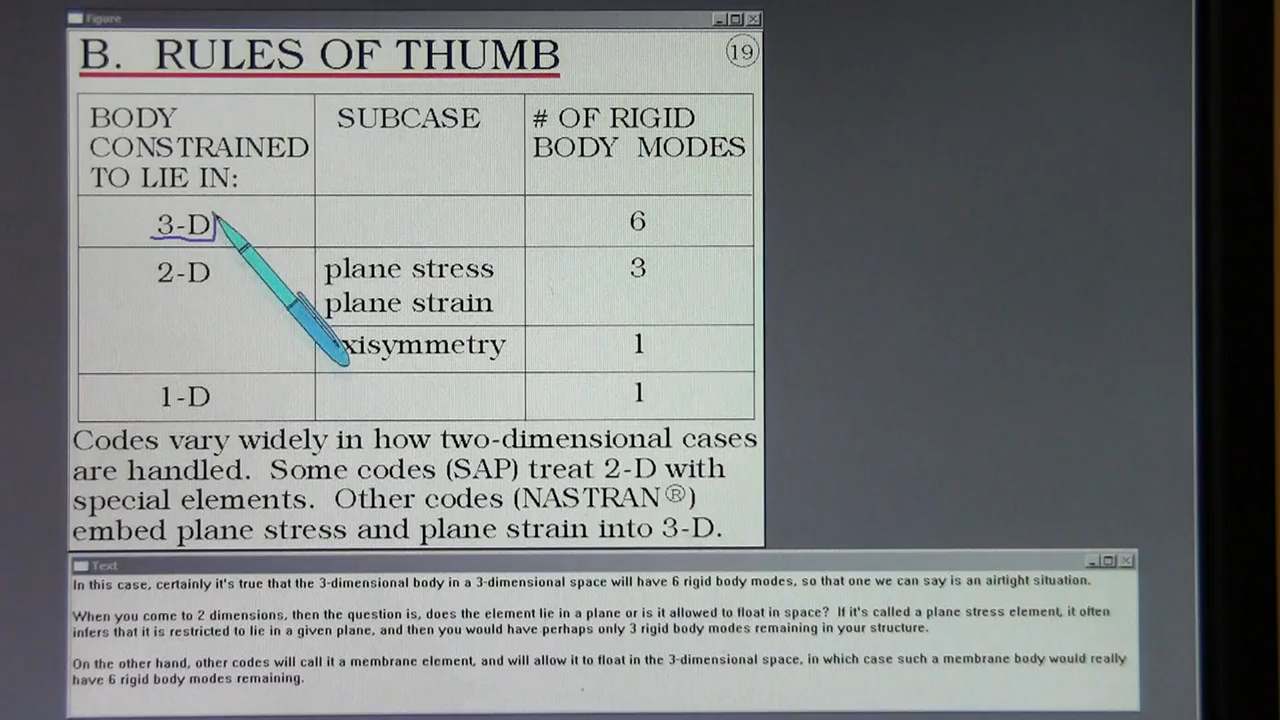 Figure
B. RULES OF THUMB
19
BODY CONSTRAINED TO LIE IN:
SUBCASE
# OF RIGID BODY MODES
3-D
6
2-D
plane stress
plane strain
3
xisymmetry
1
1-D
1
Codes vary widely in how two-dimensional cases
are handled. Some codes (SAP) treat 2-D with
special elements. Other codes (NASTRAN®)
embed plane stress and plane strain into 3-D.
Text
In this case, certainly it's true that the 3-dimensional body in a 3-dimensional space will have 6 rigid body modes, so that one we can say is an airtight situation.
When you come to 2 dimensions, then the question is, does the element lie in a plane or is it allowed to float in space? If it's called a plane stress element, it often
infers that it is restricted to lie in a given plane, and then you would have perhaps only 3 rigid body modes remaining in your structure.
On the other hand, other codes will call it a membrane element, and will allow it to float in the 3-dimensional space, in which case such a membrane body would really
have 6 rigid body modes remaining.